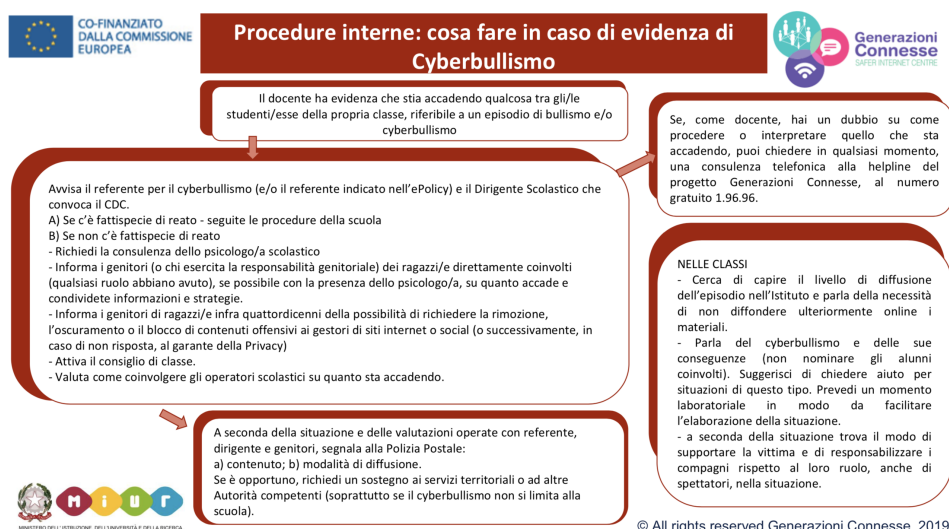 CO-FINANZIATO
DALLA COMMISSIONE
EUROPEA
Procedure interne: cosa fare in caso di evidenza di
Cyberbullismo
Generazioni
Connesse
SAFER INTERNET CENTRE
Il docente ha evidenza che stia accadendo qualcosa tra gli/le
studenti/esse della propria classe, riferibile a un episodio di bullismo e/o
cyberbullismo
Se, come docente, hai un dubbio su come
procedere o interpretare quello che sta
accadendo, puoi chiedere in qualsiasi momento,
una consulenza telefonica alla helpline del
progetto Generazioni Connesse, al numero
gratuito 1.96.96.
Avvisa il referente per il cyberbullismo (e/o il referente indicato nell'ePolicy) e il Dirigente Scolastico che
convoca il CDC.
A) Se c'è fattispecie di reato - seguite le procedure della scuola
B) Se non c'è fattispecie di reato
- Richiedi la consulenza dello psicologo/a scolastico
- Informa i genitori (o chi esercita la responsabilità genitoriale) dei ragazzi/e direttamente coinvolti
(qualsiasi ruolo abbiano avuto), se possibile con la presenza dello psicologo/a, su quanto accade e
condividete informazioni e strategie.
- Informa i genitori di ragazzi/e infra quattordicenni della possibilità di richiedere la rimozione,
l'oscuramento o il blocco di contenuti offensivi ai gestori di siti internet o social (o successivamente, in
caso di non risposta, al garante della Privacy)
- Attiva il consiglio di classe.
- Valuta come coinvolgere gli operatori scolastici su quanto sta accadendo.
NELLE CLASSI
- Cerca di capire il livello di diffusione
dell'episodio nell'Istituto e parla della necessità
di non diffondere ulteriormente online i
materiali.
- Parla del cyberbullismo e delle sue
conseguenze (non nominare gli alunni
coinvolti). Suggerisci di chiedere aiuto per
situazioni di questo tipo. Prevedi un momento
laboratoriale in modo da facilitare
l'elaborazione della situazione.
- a seconda della situazione trova il modo di
supportare la vittima e di responsabilizzare i
compagni rispetto al loro ruolo, anche di
spettatori, nella situazione.
A seconda della situazione e delle valutazioni operate con referente,
dirigente e genitori, segnala alla Polizia Postale:
a) contenuto; b) modalità di diffusione.
Se è opportuno, richiedi un sostegno ai servizi territoriali o ad altre
Autorità competenti (soprattutto se il cyberbullismo non si limita alla
scuola).
miur
MINISTERO DELL'ISTRUZIONE, DELL'UNIVERSITÀ E DELLA RICERCA
© All rights reserved Generazioni Connesse 2019